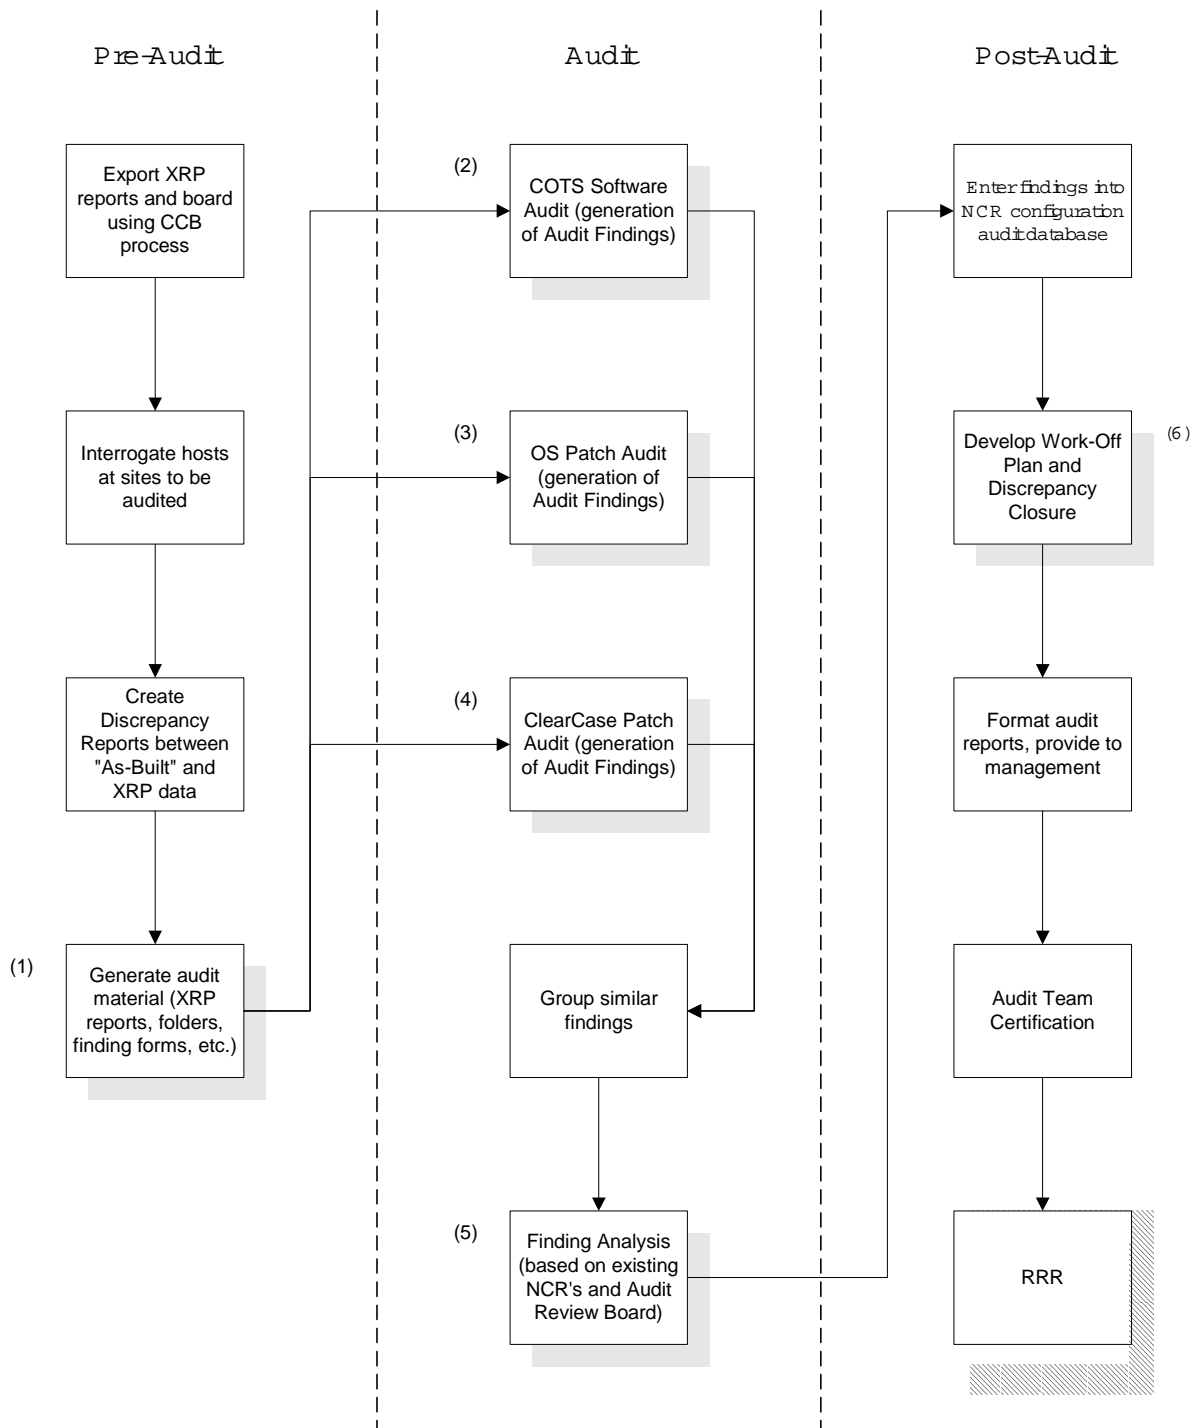 Pre-Audit
Export XRP
reports and board
using CCB
process
Interrogate hosts
at sites to be
audited
Create
Discrepancy
Reports between
"As-Built" and
XRP data
(1)
Generate audit
material (XRP
reports, folders,
finding forms, etc.)
Audit
(2)
COTS Software
Audit (generation
of Audit Findings)
(3)
OS Patch Audit
(generation of
Audit Findings)
(4)
ClearCase Patch
Audit (generation
of Audit Findings)
Group similar
findings
(5)
Finding Analysis
(based on existing
NCR's and Audit
Review Board)
Post-Audit
Enter findings into
NCR configuration
audit database
Develop Work-Off
Plan and
Discrepancy
Closure
(6)
Format audit
reports, provide to
management
Audit Team
Certification
RRR